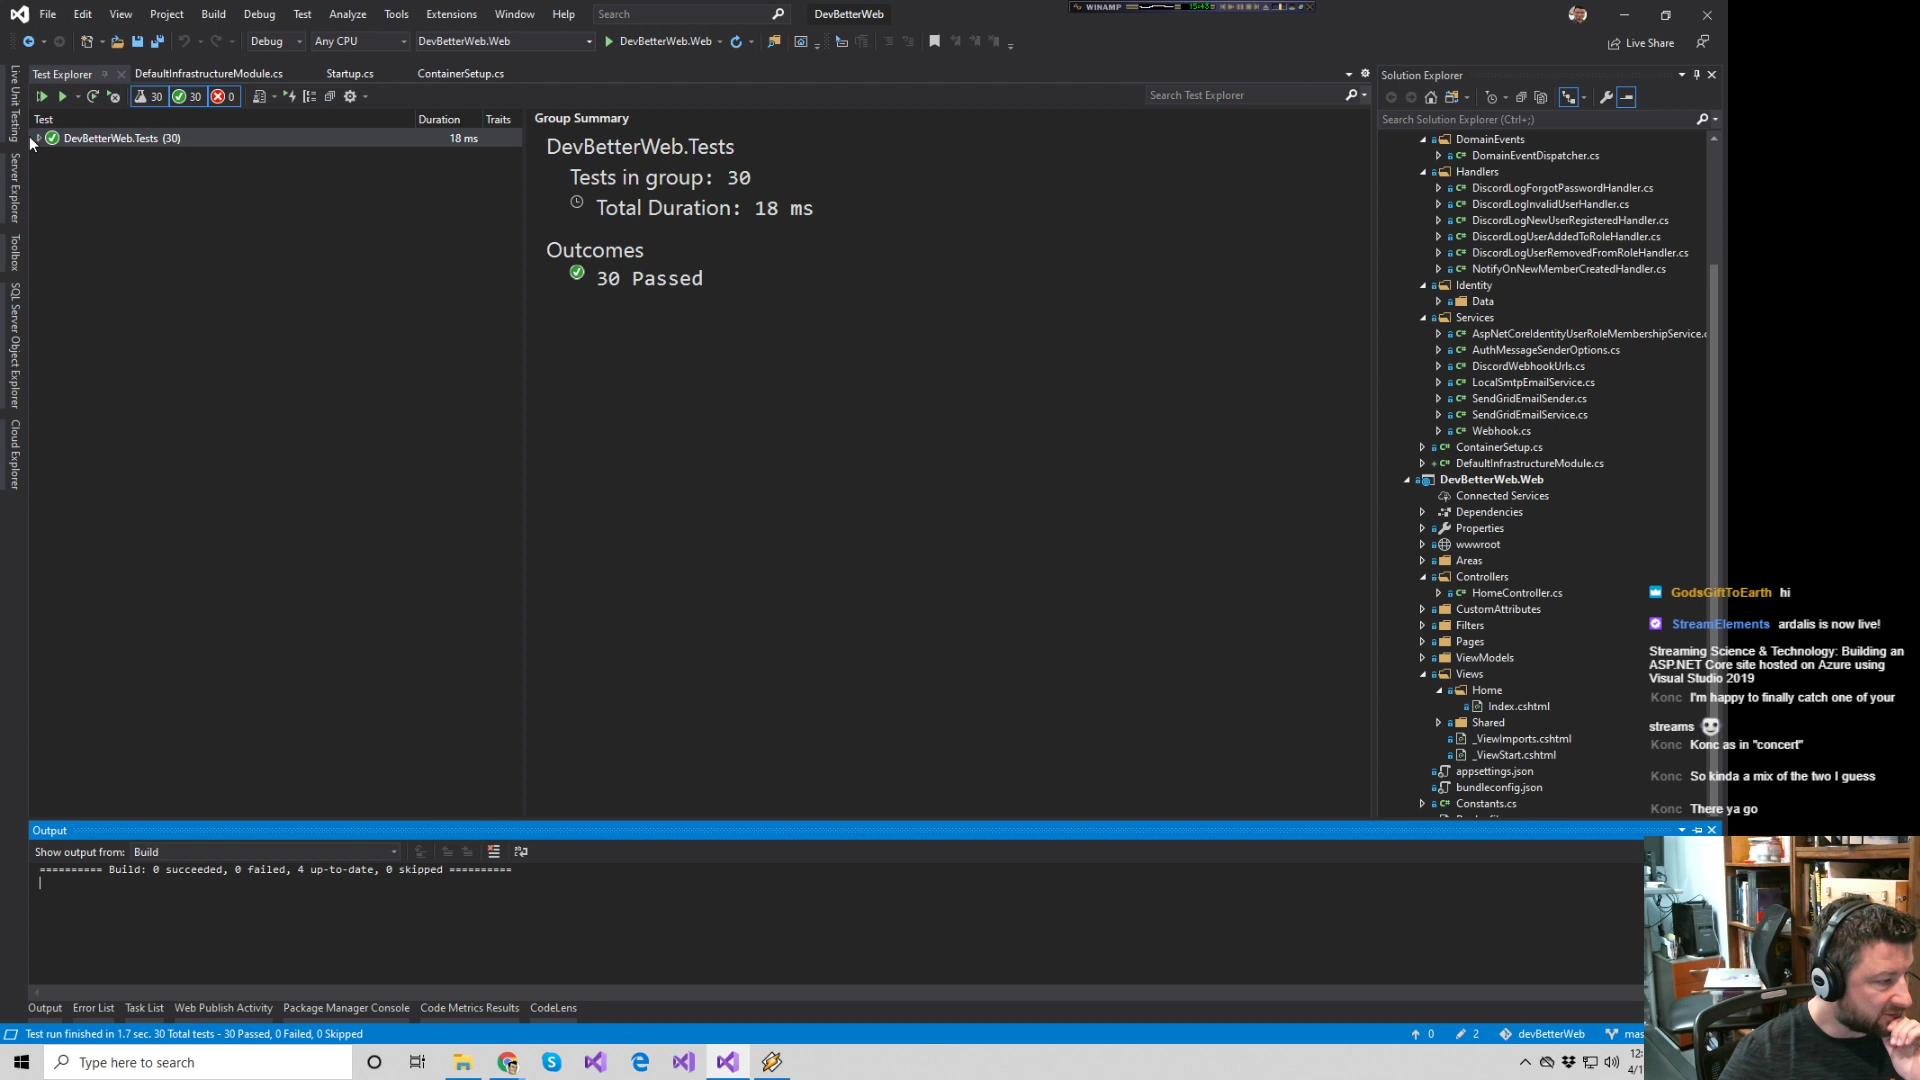 File Edit View Project Build Debug Test Analyze Tools Extensions Window Help Search DevBetterWeb
WINAMP 15:43
Debug Any CPU DevBetterWeb.Web DevBetterWeb.Web Live Share
Test Explorer DefaultInfrastructureModule.cs Startup.cs ContainerSetup.cs
30 30 0 Search Test Explorer
Test Duration Traits
DevBetterWeb.Tests (30) 18 ms
Group Summary
DevBetterWeb.Tests
Tests in group: 30
Total Duration: 18 ms
Outcomes
30 Passed
Live Unit Testing
Server Explorer
Toolbox
SQL Server Object Explorer
Cloud Explorer
Solution Explorer
Search Solution Explorer (Ctrl+;)
DomainEvents
DomainEventDispatcher.cs
Handlers
DiscordLogForgotPasswordHandler.cs
DiscordLogInvalidUserHandler.cs
DiscordLogNewUserRegisteredHandler.cs
DiscordLogUserAddedToRoleHandler.cs
DiscordLogUserRemovedFromRoleHandler.cs
NotifyOnNewMemberCreatedHandler.cs
Identity
Data
Services
AspNetCoreIdentityUserRoleMembershipService.c
AuthMessageSenderOptions.cs
DiscordWebhookUrls.cs
LocalSmtpEmailService.cs
SendGridEmailSender.cs
SendGridEmailService.cs
Webhook.cs
ContainerSetup.cs
DefaultInfrastructureModule.cs
DevBetterWeb.Web
Connected Services
Dependencies
Properties
wwwroot
Areas
Controllers
HomeController.cs
CustomAttributes
Filters
Pages
ViewModels
Views
Home
Index.cshtml
Shared
_ViewImports.cshtml
_ViewStart.cshtml
appsettings.json
bundleconfig.json
Constants.cs
GodsGiftToEarth hi
StreamElements ardalis is now live!
Streaming Science & Technology: Building an
ASP.NET Core site hosted on Azure using
Visual Studio 2019
Konc I'm happy to finally catch one of your
streams
Konc Konc as in "concert"
Konc So kinda a mix of the two I guess
Konc There ya go
Output
Show output from: Build
========== Build: 0 succeeded, 0 failed, 4 up-to-date, 0 skipped ==========
Output Error List Task List Web Publish Activity Package Manager Console Code Metrics Results CodeLens
Test run finished in 1.7 sec. 30 Total tests - 30 Passed, 0 Failed, 0 Skipped 0 2 devBetterWeb mas
Type here to search
12:
4/1